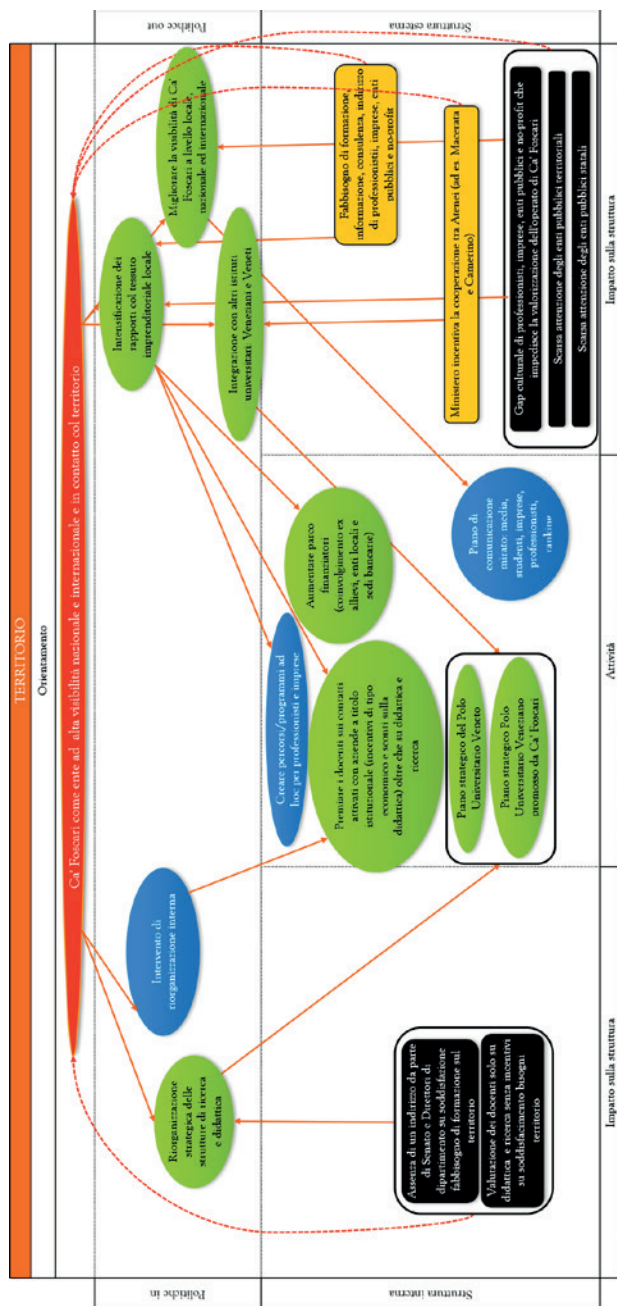 TERRITORIO
Orientamento
Ca' Foscari come ente ad alta visibilità nazionale e internazionale e in contatto col territorio
Politiche in
Politiche out
Riorganizzazione
strategica delle
strutture di ricerca
e didattica
Intervento di
riorganizzazione interna
Intensificazione dei
rapporti col tessuto
imprenditoriale locale
Migliorare la visibilità di Ca'
Foscari a livello locale,
nazionale ed internazionale
Integrazione con altri istituti
universitari Veneziani e Veneti
Struttura interna
Struttura esterna
Assenza di un indirizzo da parte
di Senato e Direttori di
dipartimento su soddisfazione
fabbisogno di formazione sul
territorio
Valutazione dei docenti solo su
didattica e ricerca senza incentivi
su soddisfacimento bisogni
territorio
Creare percorsi/programmi ad
hoc per professionisti e imprese
Aumentare parco
finanziatori
(coinvolgimento ex
allievi, enti locali e
sedi bancarie)
Premiare i docenti sui contatti
attivati con aziende a titolo
istituzionale (incentivi di tipo
economico e sconti sulla
didattica) oltre che su didattica e
ricerca
Piano strategico del Polo
Universitario Veneto
Piano strategico Polo
Universitario Veneziano
promosso da Ca' Foscari
Piano di
comunicazione
mirato: media,
studenti, imprese,
professionisti,
Fabbisogno di formazione,
informazione, consulenza, indirizzo
di professionisti, imprese, enti
pubblici e no-profit
Ministero incentiva la cooperazione tra Atenei (ad es. Macerata
e Camerino)
Gap culturale di professionisti, imprese, enti pubblici e no-profit che
impedisce la valorizzazione dell'operato di Ca' Foscari
Scarsa attenzione degli enti pubblici territoriali
Scarsa attenzione degli enti pubblici statali
Impatto sulla struttura
Attività
Impatto sulla struttura